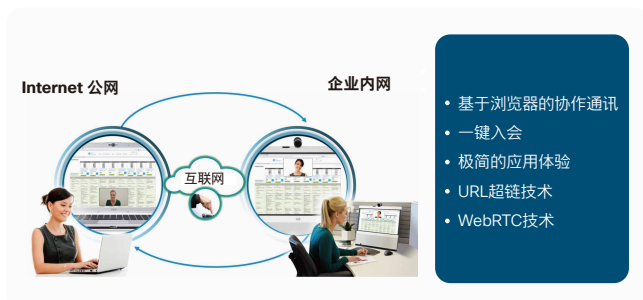 Internet 公网
企业内网
互联网
• 基于浏览器的协作通讯
• 一键入会
• 极简的应用体验
• URL超链技术
• WebRTC技术